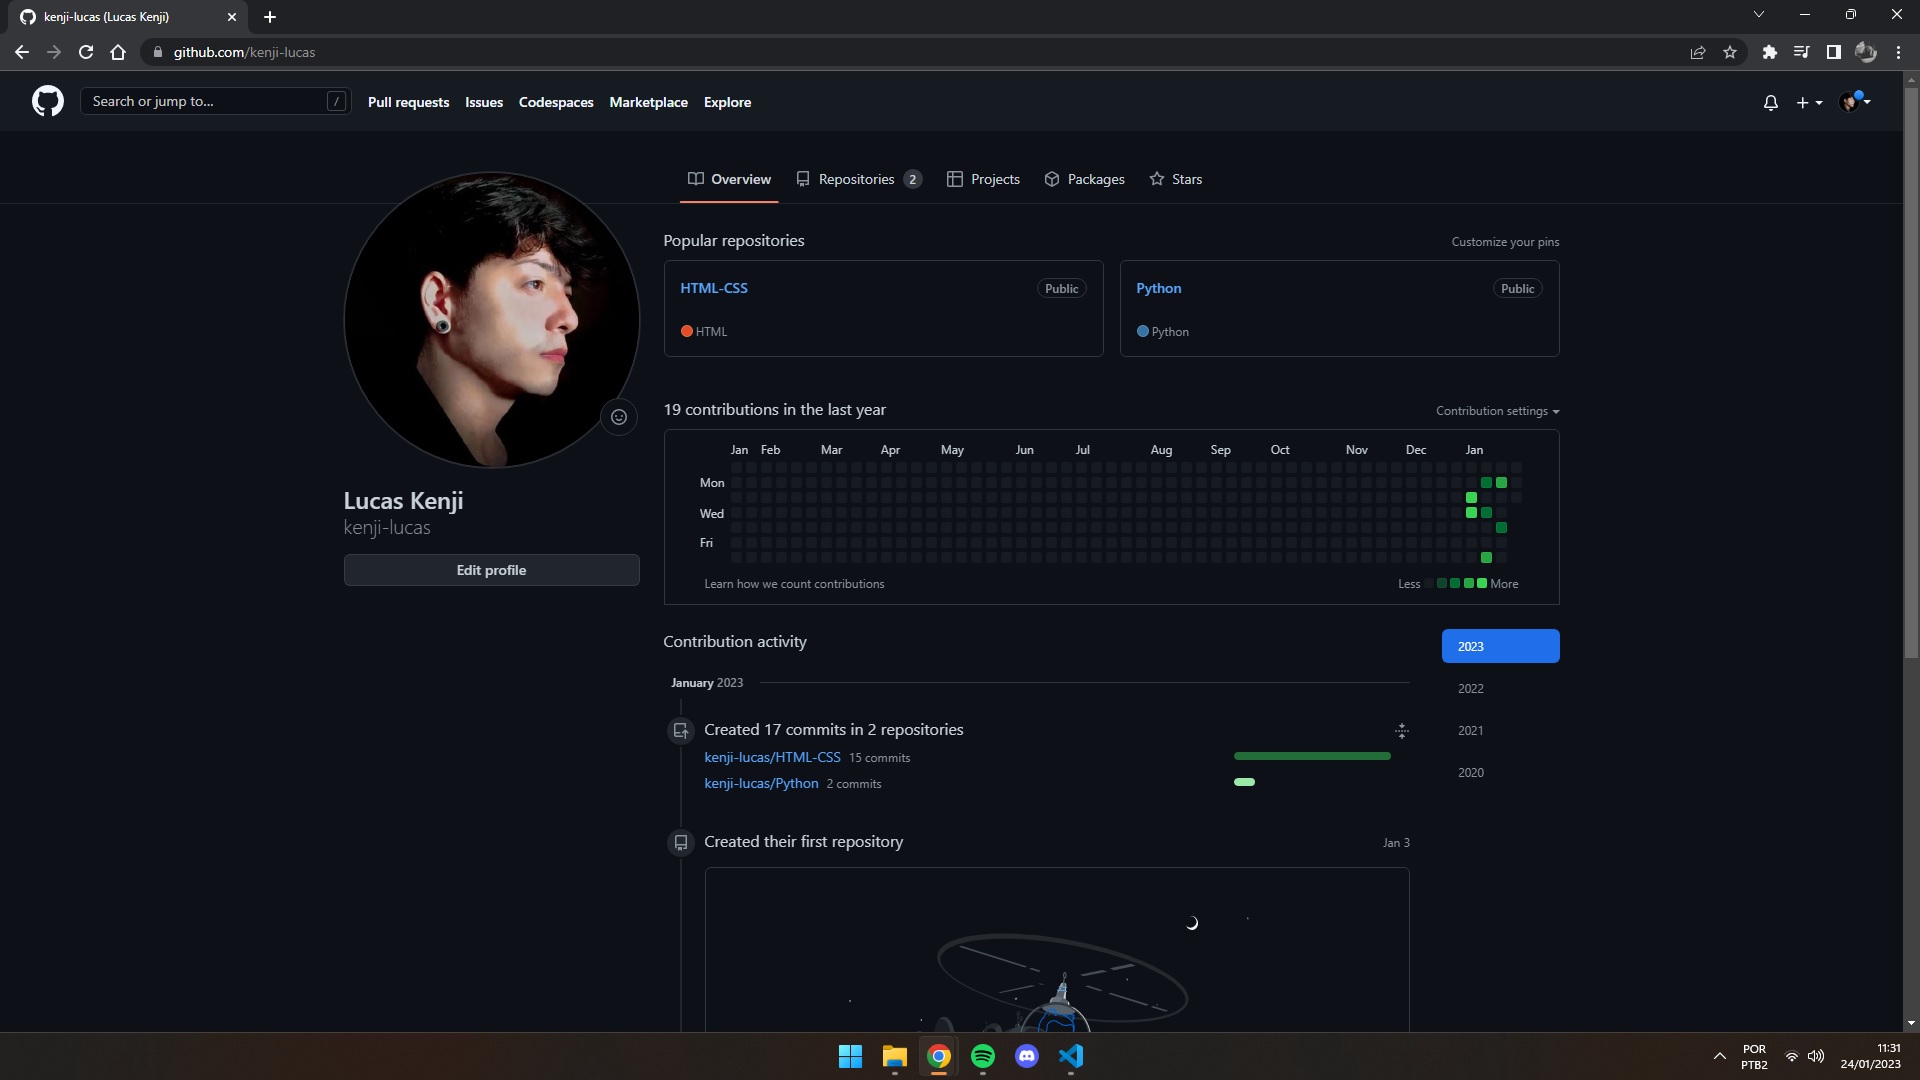 kenji-lucas (Lucas Kenji)
github.com/kenji-lucas
Search or jump to... /
Pull requests Issues Codespaces Marketplace Explore
Overview Repositories 2 Projects Packages Stars
Popular repositories Customize your pins
HTML-CSS Public Python Public
HTML Python
19 contributions in the last year Contribution settings
Jan Feb Mar Apr May Jun Jul Aug Sep Oct Nov Dec Jan
Mon
Wed
Fri
Learn how we count contributions Less More
Lucas Kenji
kenji-lucas
Edit profile
Contribution activity
2023
2022
2021
2020
January 2023
Created 17 commits in 2 repositories
kenji-lucas/HTML-CSS 15 commits
kenji-lucas/Python 2 commits
Created their first repository Jan 3
POR
PTB2
11:31
24/01/2023